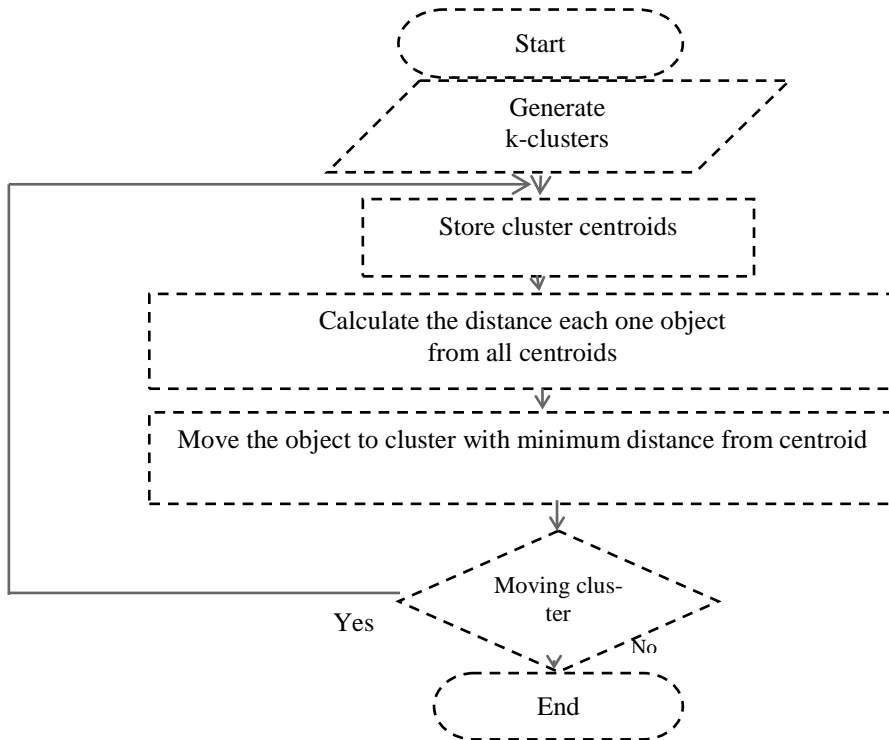 Start
Generate
k-clusters
Store cluster centroids
Calculate the distance each one object
from all centroids
Move the object to cluster with minimum distance from centroid
Moving clus-
ter
Yes
No
End